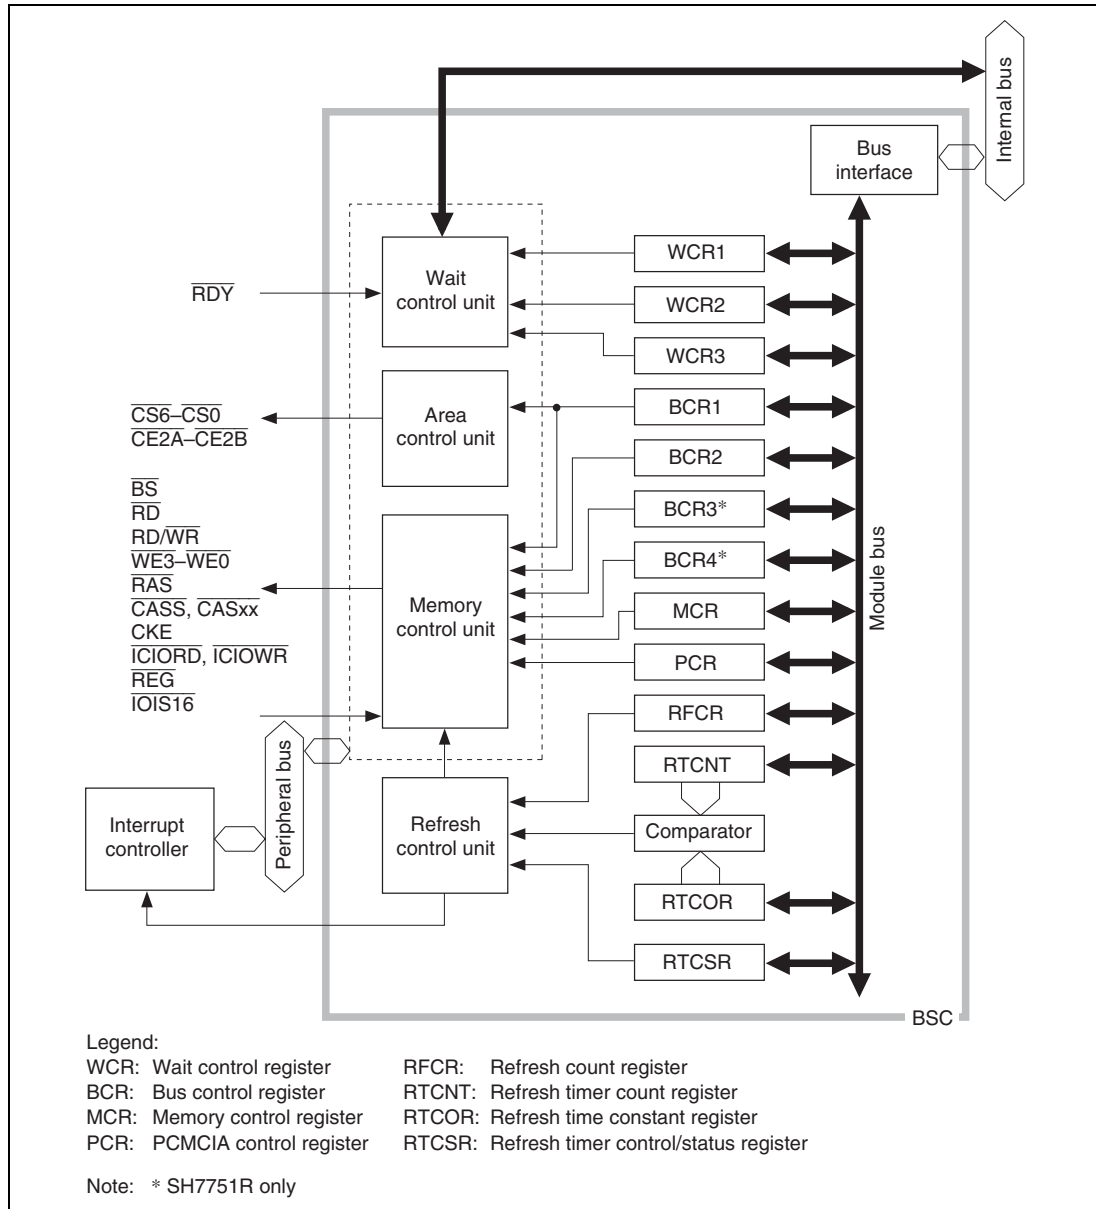 Internal bus
Bus
interface
Wait
control unit
RDY
WCR1
WCR2
WCR3
CS6–CS0
CE2A–CE2B
Area
control unit
BCR1
BCR2
BS
RD
RD/WR
WE3–WE0
RAS
CASS, CASxx
CKE
ICIORD, ICIOWR
REG
IOIS16
Memory
control unit
BCR3*
BCR4*
MCR
PCR
Module bus
RFCR
RTCNT
Comparator
RTCOR
RTCSR
Peripheral bus
Interrupt
controller
Refresh
control unit
BSC
Legend:
WCR: Wait control register
BCR: Bus control register
MCR: Memory control register
PCR: PCMCIA control register
RFCR: Refresh count register
RTCNT: Refresh timer count register
RTCOR: Refresh time constant register
RTCSR: Refresh timer control/status register
Note: * SH7751R only